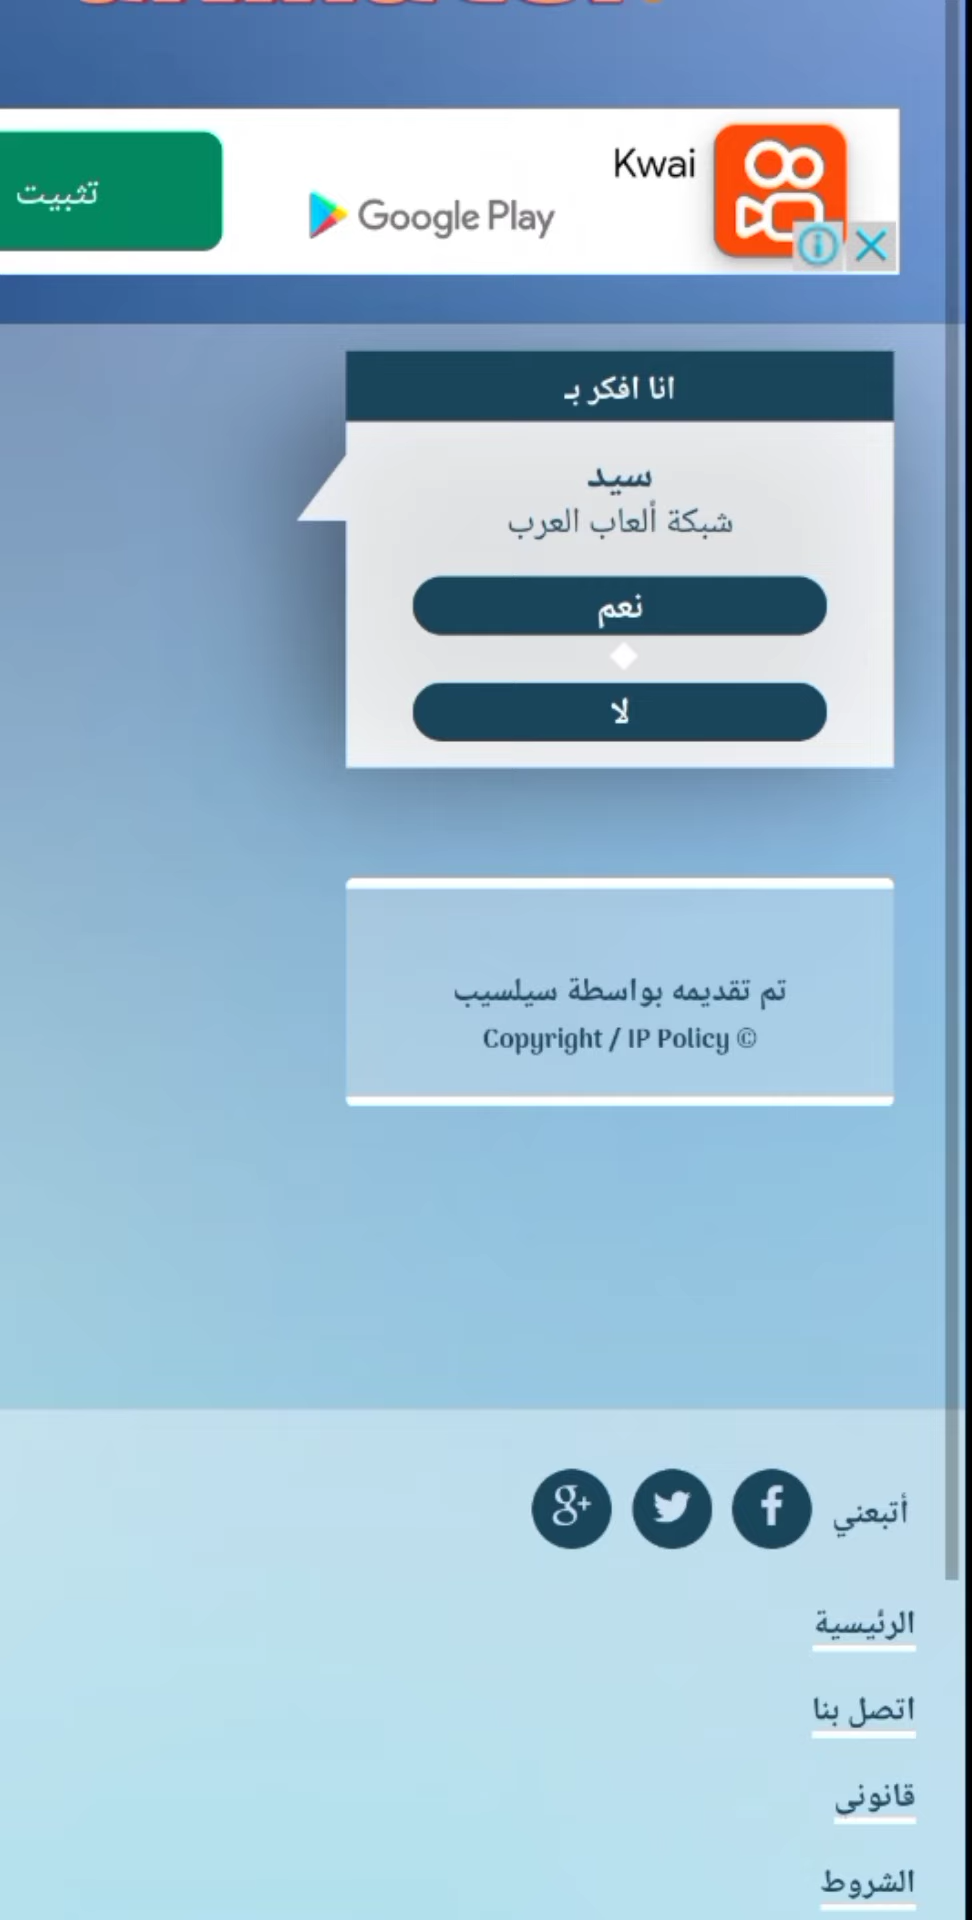 Kwai
Google Play
تثبيت
انا افكر بـ
سيد
شبكة ألعاب العرب
نعم
لا
تم تقديمه بواسطة سيلسيب
Copyright / IP Policy ©
أتبعني
الرئيسية
اتصل بنا
قانوني
الشروط